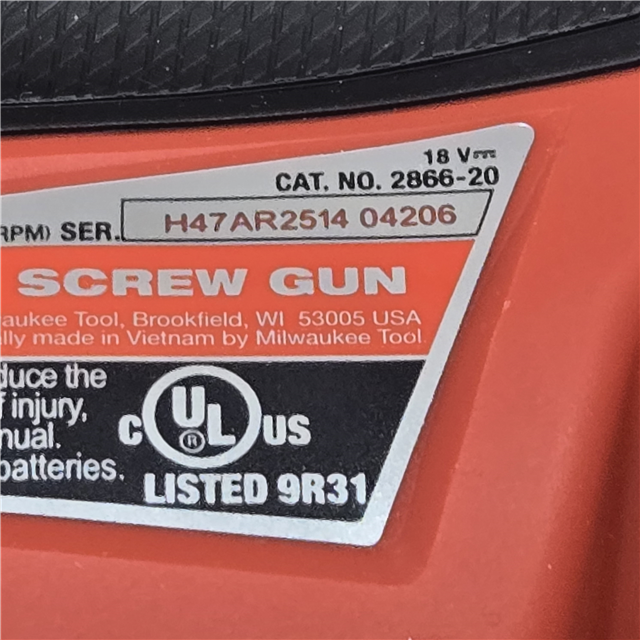 18 V⎓
CAT. NO. 2866-20
RPM) SER. H47AR2514 04206
SCREW GUN
aukee Tool, Brookfield, WI 53005 USA
lly made in Vietnam by Milwaukee Tool
duce the
f injury,
nual.
batteries.
C UL ® US
LISTED 9R31